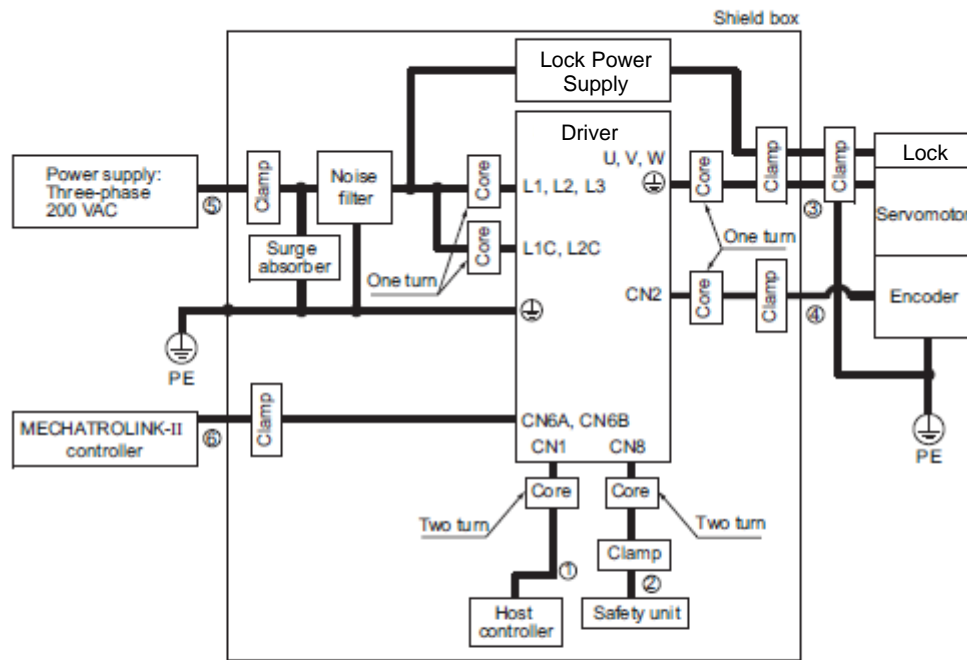 Shield box
Lock Power
Supply
Driver
U, V, W
Power supply:
Three-phase
200 VAC
⑤
Clamp
Noise
filter
Core
L1, L2, L3
Core
Clamp
Clamp
③
Lock
Servomotor
Surge
absorber
One turn
Core
L1C, L2C
One turn
CN2
Core
Clamp
④
Encoder
PE
MECHATROLINK-II
controller
⑥
Clamp
CN6A, CN6B
CN1
CN8
PE
Two turn
Core
Core
Two turn
①
Clamp
②
Host
controller
Safety unit